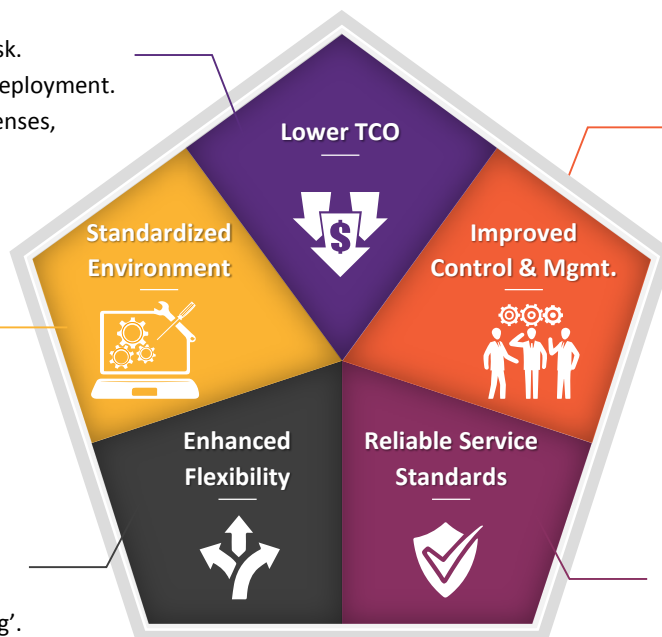 sk.
eployment.
enses,
Lower TCO
$
Standardized
Environment
Improved
Control & Mgmt.
Enhanced
Flexibility
Reliable Service
Standards
g’.